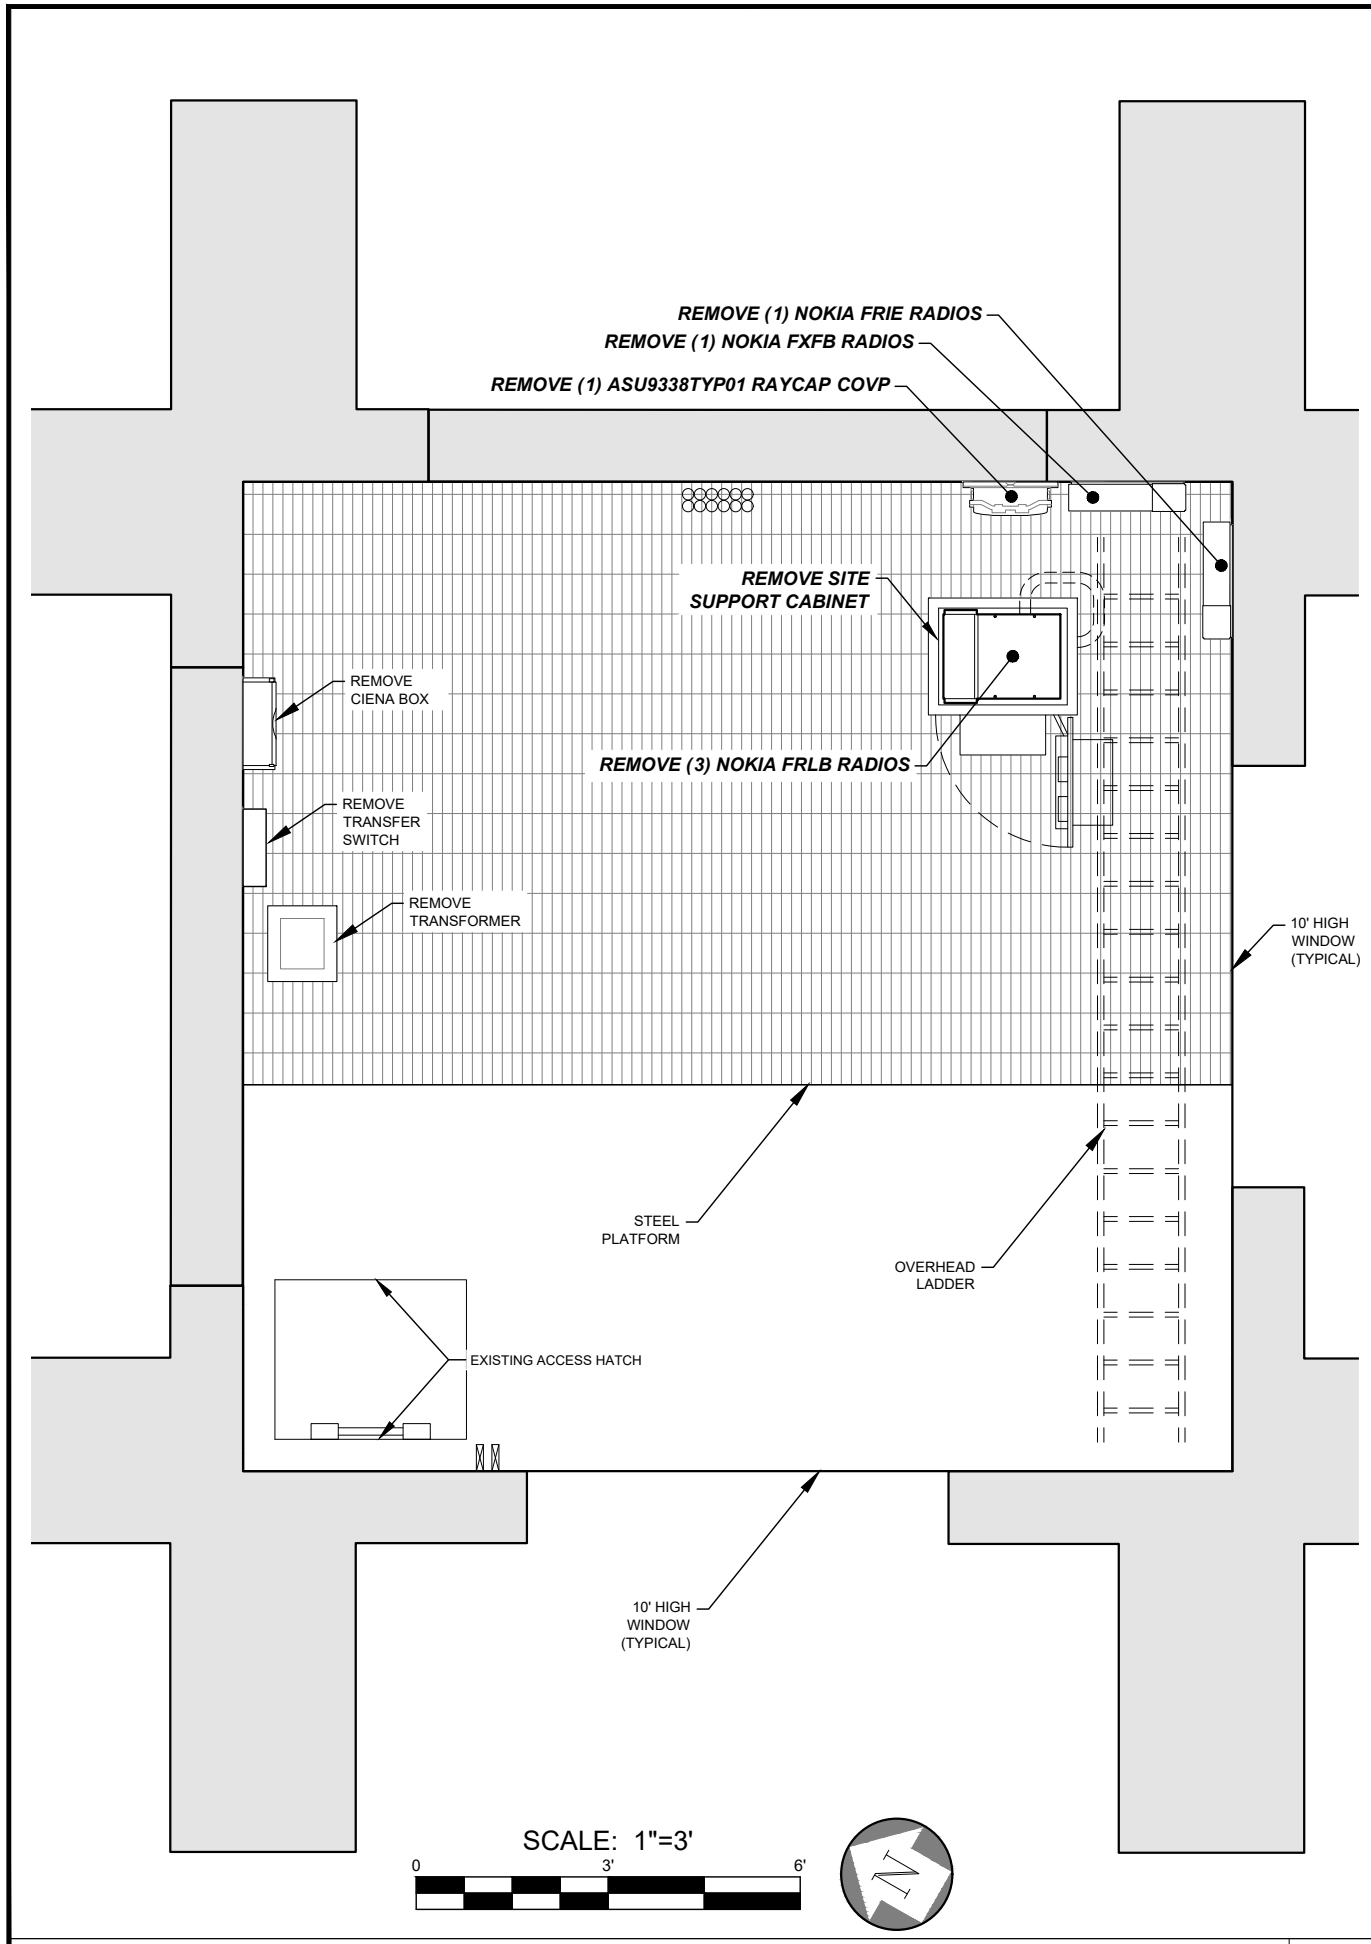 REMOVE (1) NOKIA FRIE RADIOS
REMOVE (1) NOKIA FXFB RADIOS
REMOVE (1) ASU9338TYP01 RAYCAP COVP
REMOVE SITE
SUPPORT CABINET
REMOVE
CIENA BOX
REMOVE (3) NOKIA FRLB RADIOS
REMOVE
TRANSFER
SWITCH
REMOVE
TRANSFORMER
10' HIGH
WINDOW
(TYPICAL)
STEEL
PLATFORM
OVERHEAD
LADDER
EXISTING ACCESS HATCH
10' HIGH
WINDOW
(TYPICAL)
SCALE: 1"=3'
0 3' 6'
N